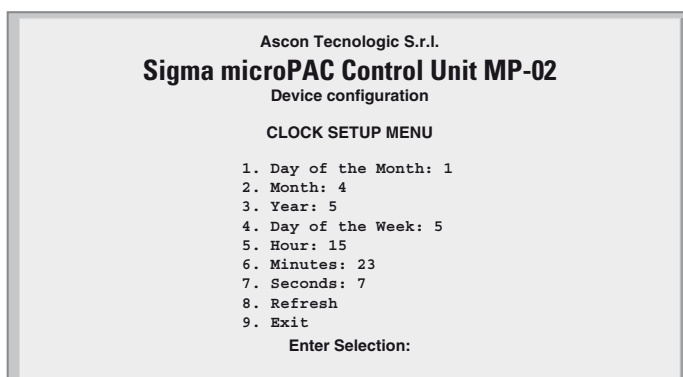 Ascon Tecnologic S.r.l.
Sigma microPAC Control Unit MP-02
Device configuration
CLOCK SETUP MENU
1. Day of the Month: 1
2. Month: 4
3. Year: 5
4. Day of the Week: 5
5. Hour: 15
6. Minutes: 23
7. Seconds: 7
8. Refresh
9. Exit
Enter Selection: